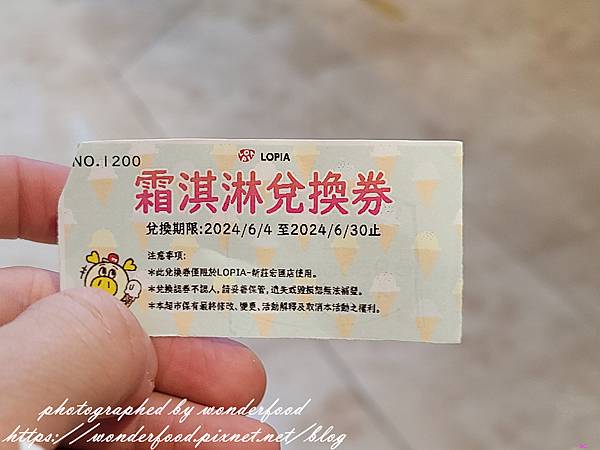 NO.1200
LOPIA
霜淇淋兌換券
兌換期限:2024/6/4 至2024/6/30止
注意事項:
*此兌換券僅限於LOPIA-新莊宏匯店使用。
*兌換認券不認人,請妥善保管,遺失或毀損恕無法補發。
*本超市保有最終修改、變更、活動解釋及取消本活動之權利。
photographed by wonderfood
https://wonderfood.pixnet.net/blog